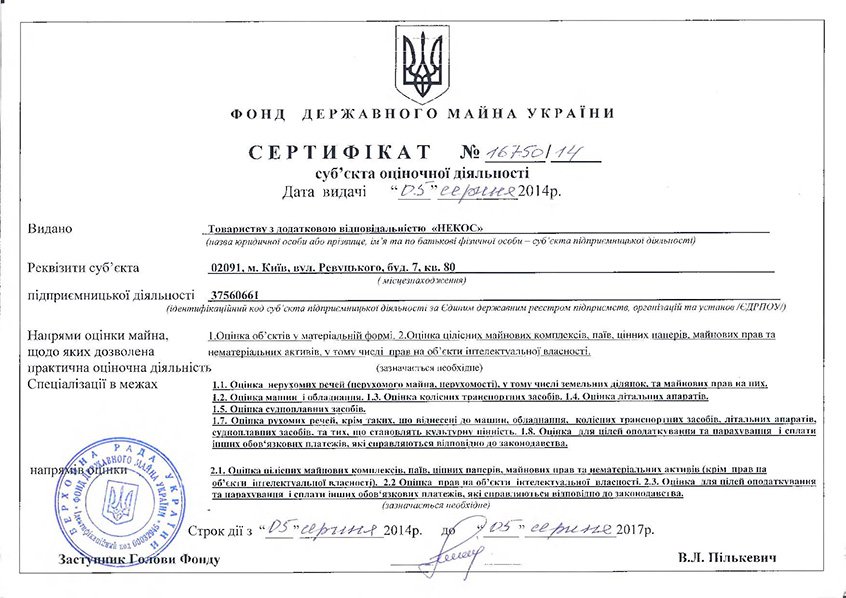 ФОНД ДЕРЖАВНОГО МАЙНА УКРАЇНИ
СЕРТИФІКАТ № 16750/14
суб’єкта оціночної діяльності
Дата видачі “05” серпня 2014р.
Видано Товариству з додатковою відповідальністю «НЕКОС»
(назва юридичної особи або прізвище, ім’я та по батькові фізичної особи – суб’єкта підприємницької діяльності)
Реквізити суб’єкта 02091, м. Київ, вул. Ревуцького, буд. 7, кв. 80
( місцезнаходження)
підприємницької діяльності 37560661
(ідентифікаційний код суб’єкта підприємницької діяльності за Єдиним державним реєстром підприємств, організацій та установ /ЄДРПОУ/)
Напрями оцінки майна, 1.Оцінка об’єктів у матеріальній формі. 2.Оцінка цілісних майнових комплексів, паїв, цінних паперів, майнових прав та
щодо яких дозволена нематеріальних активів, у тому числі прав на об’єкти інтелектуальної власності.
практична оціночна діяльність (зазначається необхідне)
Спеціалізації в межах 1.1. Оцінка нерухомих речей (нерухомого майна, нерухомості), у тому числі земельних ділянок, та майнових прав на них.
1.2. Оцінка машин і обладнання. 1.3. Оцінка колісних транспортних засобів. 1.4. Оцінка літальних апаратів.
1.5. Оцінка судноплавних засобів.
1.7. Оцінка рухомих речей, крім таких, що віднесені до машин, обладнання, колісних транспортних засобів, літальних апаратів,
судноплавних засобів, та тих, що становлять культурну цінність. 1.8. Оцінка для цілей оподаткування та нарахування і сплати
інших обов'язкових платежів, які справляються відповідно до законодавства.
напрямів оцінки 2.1. Оцінка цілісних майнових комплексів, паїв, цінних паперів, майнових прав та нематеріальних активів (крім прав на
об’єкти інтелектуальної власності). 2.2 Оцінка прав на об’єкти інтелектуальної власності. 2.3. Оцінка для цілей оподаткування
та нарахування і сплати інших обов'язкових платежів, які справляються відповідно до законодавства.
(зазначається необхідне)
ВЕРХОВНА РАДА УКРАЇНИ
ФОНД ДЕРЖАВНОГО МАЙНА УКРАЇНИ
Ідентифікаційний код 00032945
Строк дії з “05” серпня 2014р. до “05” серпня 2017р.
Заступник Голови Фонду В.Л. Пількевич